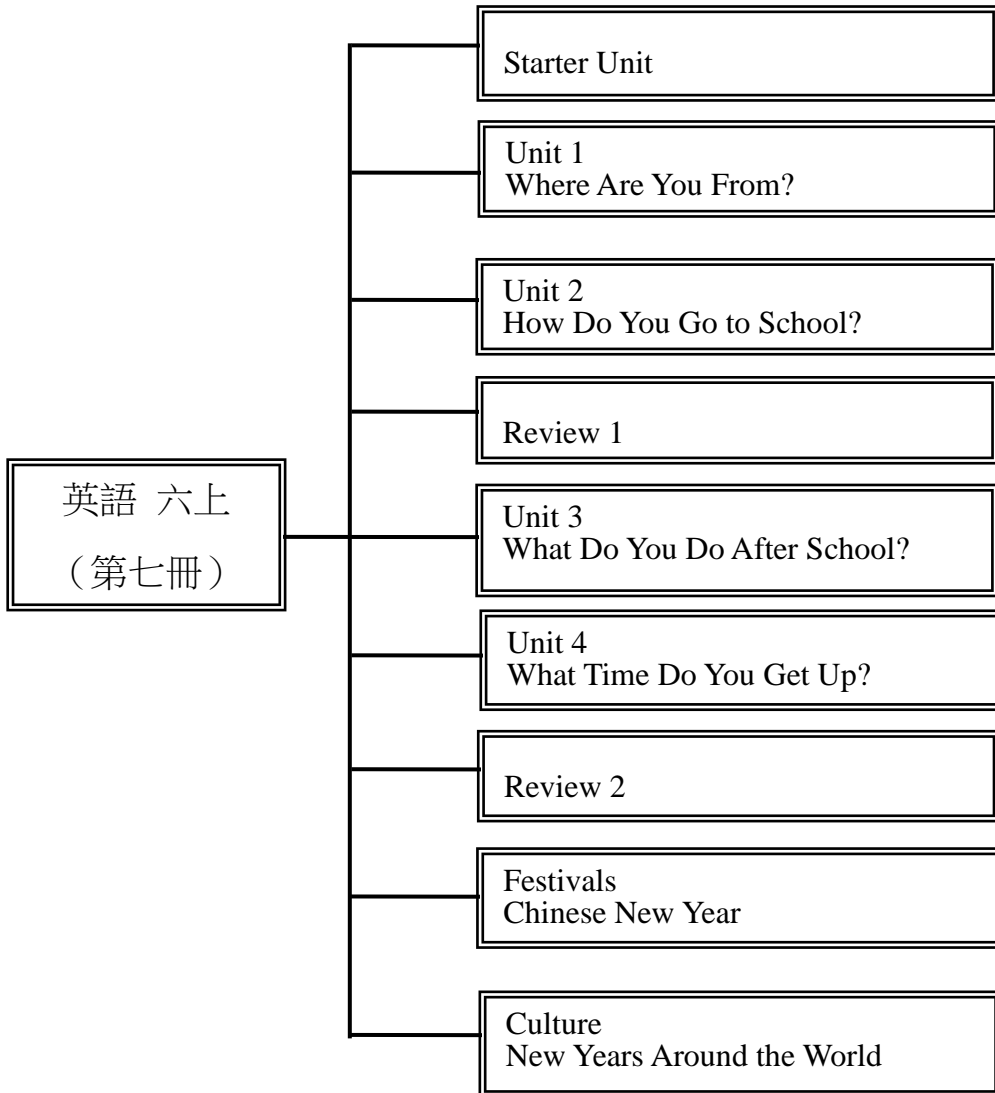 Starter Unit
Unit 1
Where Are You From?
Unit 2
How Do You Go to School?
Review 1
英語 六上
（第七冊）
Unit 3
What Do You Do After School?
Unit 4
What Time Do You Get Up?
Review 2
Festivals
Chinese New Year
Culture
New Years Around the World